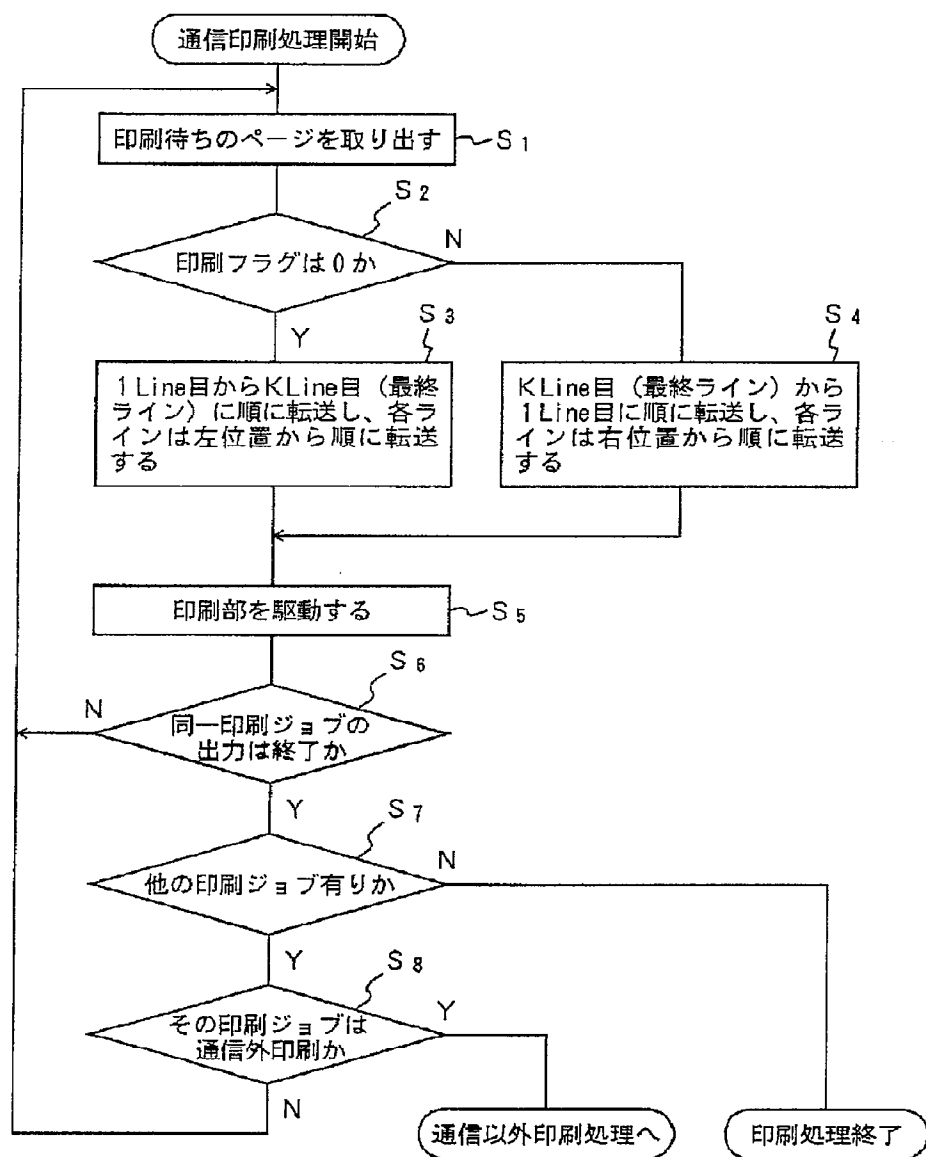 通信印刷処理開始
印刷待ちのページを取り出す
S1
S2
印刷フラグは0か
N
Y
S3
S4
1Line目からKLine目（最終
ライン）に順に転送し、各ラ
インは左位置から順に転送
する
KLine目（最終ライン）から
1Line目に順に転送し、各ラ
インは右位置から順に転送
する
印刷部を駆動する
S5
S6
N
同一印刷ジョブの
出力は終了か
Y
S7
N
他の印刷ジョブ有りか
Y
S8
Y
その印刷ジョブは
通信外印刷か
N
通信以外印刷処理へ
印刷処理終了